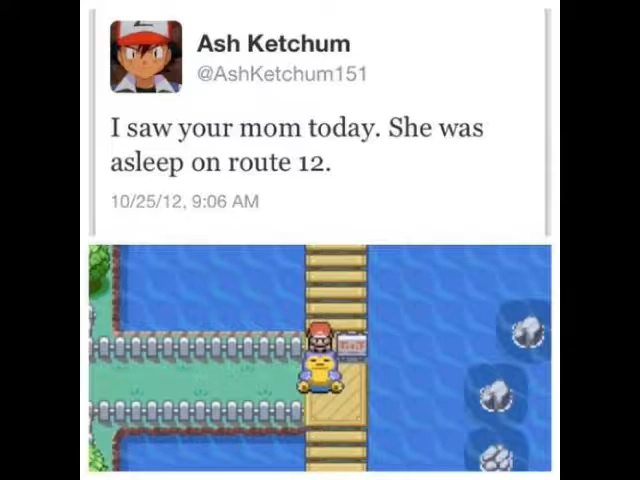 Ash Ketchum
@AshKetchum151
I saw your mom today. She was
asleep on route 12.
10/25/12, 9:06 AM